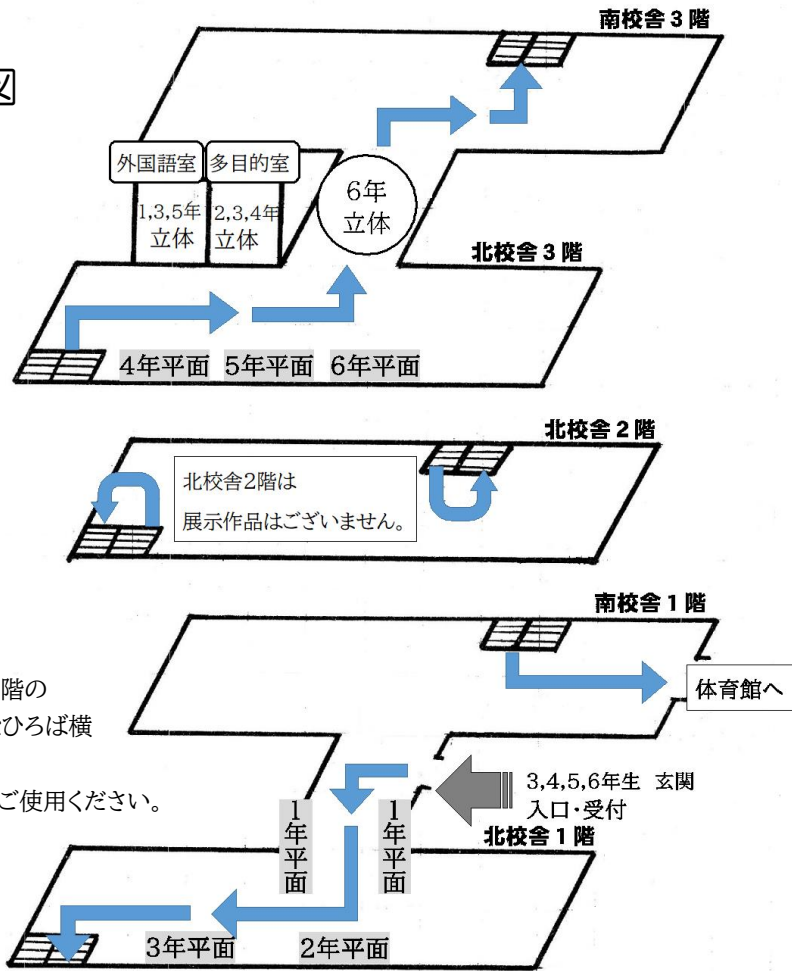 南校舎3階
外国語室
多目的室
1,3,5年
立体
2,3,4年
立体
6年
立体
北校舎3階
4年平面
5年平面
6年平面
北校舎2階
北校舎2階は
展示作品はございません。
南校舎1階
体育館へ
階の
ひろば横
ご使用ください。
3,4,5,6年生 玄関
入口・受付
1年平面
1年平面
北校舎1階
3年平面
2年平面